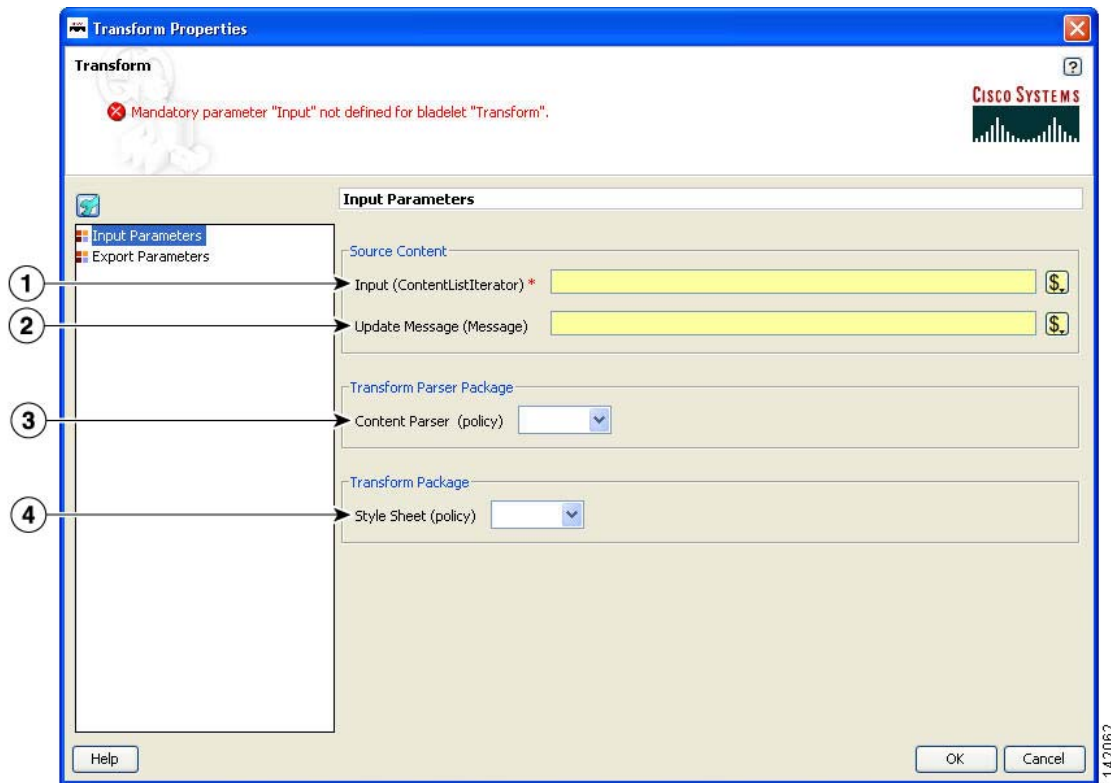 Transform Properties
Transform
?
Mandatory parameter "Input" not defined for bladelet "Transform".
CISCO SYSTEMS
Input Parameters
Export Parameters
Input Parameters
Source Content
1
Input (ContentListIterator) *
$
2
Update Message (Message)
$
Transform Parser Package
3
Content Parser (policy)
Transform Package
4
Style Sheet (policy)
Help
OK
Cancel
142062